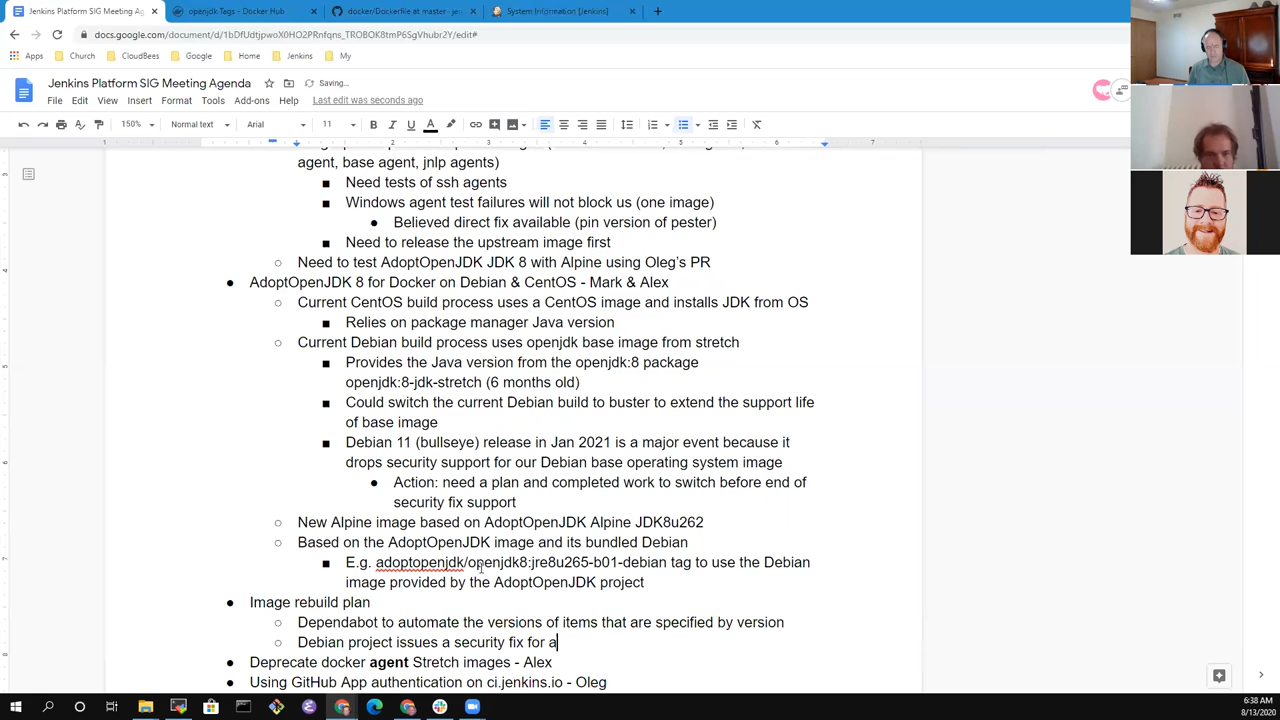 Jenkins Platform SIG Meeting Ag
openjdk Tags - Docker Hub
docker/Dockerfile at master · jen
System Information [Jenkins]
docs.google.com/document/d/1bDfUdtjpwoX0HO2PRnfqns_TROBOK8tmP6SgVhubr2Y/edit#
Apps Church CloudBees Google Home Jenkins My
Jenkins Platform SIG Meeting Agenda Saving...
File Edit View Insert Format Tools Add-ons Help Last edit was seconds ago
150% Normal text Arial 11 B I U A
1 2 3 4 5 6 7
agent, base agent, jnlp agents)
Need tests of ssh agents
Windows agent test failures will not block us (one image)
Believed direct fix available (pin version of pester)
Need to release the upstream image first
Need to test AdoptOpenJDK JDK 8 with Alpine using Oleg's PR
AdoptOpenJDK 8 for Docker on Debian & CentOS - Mark & Alex
Current CentOS build process uses a CentOS image and installs JDK from OS
Relies on package manager Java version
Current Debian build process uses openjdk base image from stretch
Provides the Java version from the openjdk:8 package
openjdk:8-jdk-stretch (6 months old)
Could switch the current Debian build to buster to extend the support life
of base image
Debian 11 (bullseye) release in Jan 2021 is a major event because it
drops security support for our Debian base operating system image
Action: need a plan and completed work to switch before end of
security fix support
New Alpine image based on AdoptOpenJDK Alpine JDK8u262
Based on the AdoptOpenJDK image and its bundled Debian
E.g. adoptopenjdk/openjdk8:jre8u265-b01-debian tag to use the Debian
image provided by the AdoptOpenJDK project
Image rebuild plan
Dependabot to automate the versions of items that are specified by version
Debian project issues a security fix for a
Deprecate docker agent Stretch images - Alex
Using GitHub App authentication on ci.jenkins.io - Oleg
6:38 AM
8/13/2020